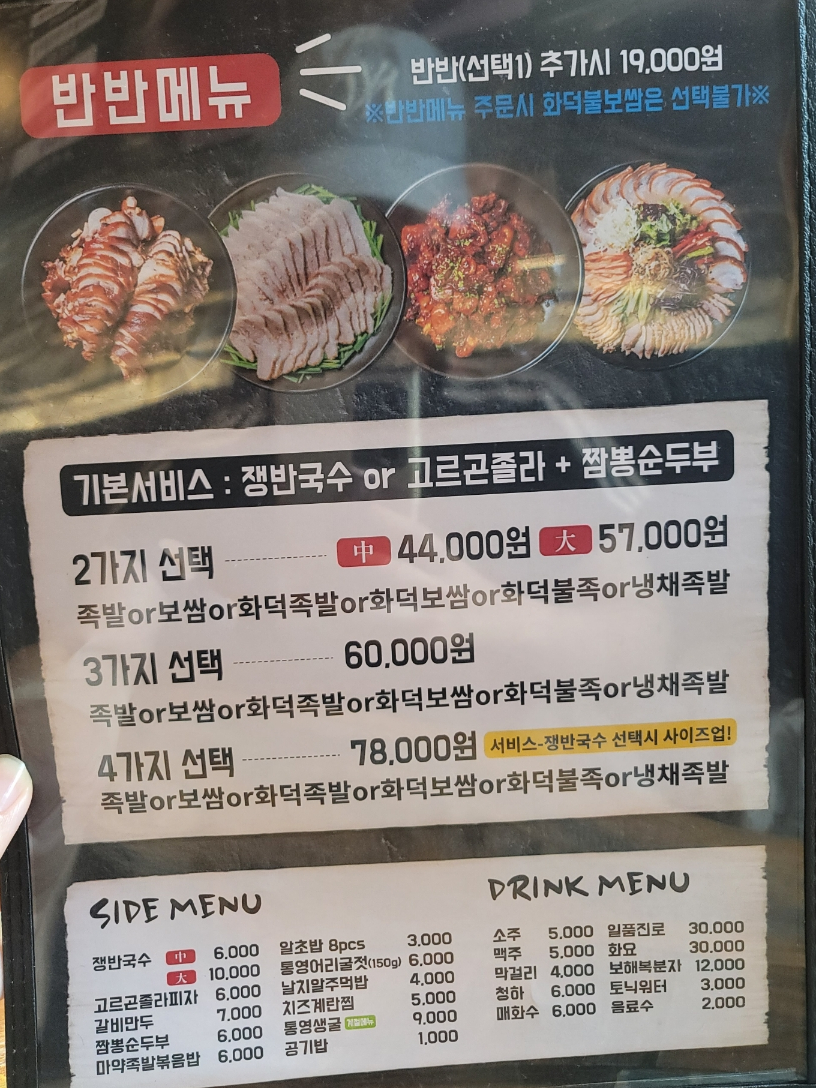 반반메뉴
반반(선택1) 추가시 19,000원
※반반메뉴 주문시 화덕불보쌈은 선택불가※
기본서비스 : 쟁반국수 or 고르곤졸라 + 짬뽕순두부
2가지 선택 中 44,000원 大 57,000원
족발or보쌈or화덕족발or화덕보쌈or화덕불족or냉채족발
3가지 선택 60,000원
족발or보쌈or화덕족발or화덕보쌈or화덕불족or냉채족발
4가지 선택 78,000원 서비스-쟁반국수 선택시 사이즈업!
족발or보쌈or화덕족발or화덕보쌈or화덕불족or냉채족발
SIDE MENU
쟁반국수 中 6,000
大 10,000
고르곤졸라피자 6,000
갈비만두 7,000
짬뽕순두부 6,000
마약족발볶음밥 6,000
알초밥 8pcs 3,000
통영어리굴젓(150g) 6,000
날치알주먹밥 4,000
치즈계란찜 5,000
통영생굴 계절메뉴 9,000
공기밥 1,000
DRINK MENU
소주 5,000
맥주 5,000
막걸리 4,000
청하 6,000
매화수 6,000
일품진로 30,000
화요 30,000
보해복분자 12,000
토닉워터 3,000
음료수 2,000